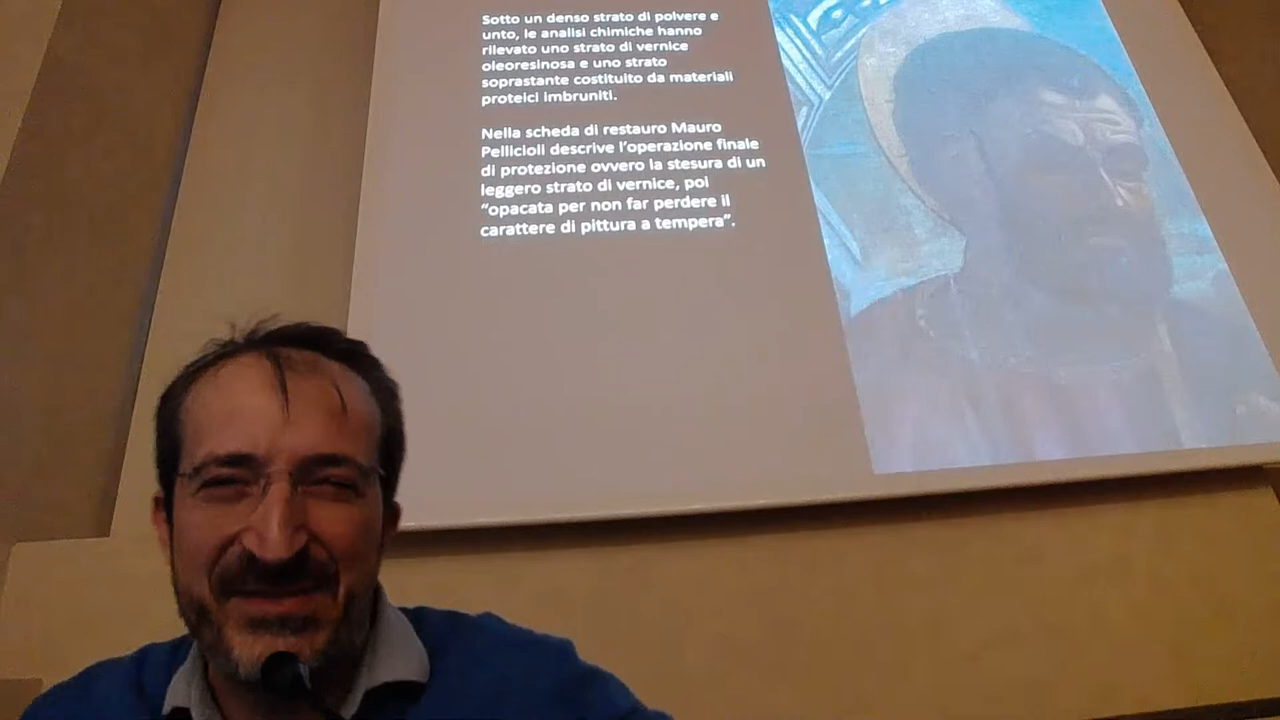 Sotto un denso strato di polvere e
unto, le analisi chimiche hanno
rilevato uno strato di vernice
oleoresinosa e uno strato
soprastante costituito da materiali
proteici imbruniti.
Nella scheda di restauro Mauro
Pellicioli descrive l’operazione finale
di protezione ovvero la stesura di un
leggero strato di vernice, poi
“opacata per non far perdere il
carattere di pittura a tempera”.